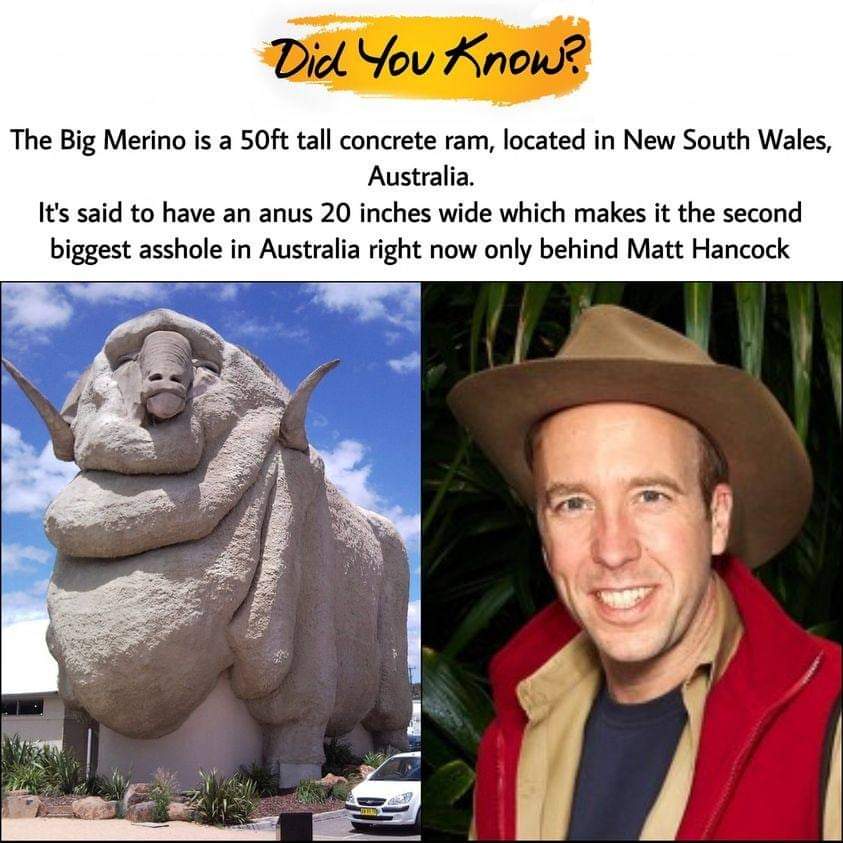 Did You Know?
The Big Merino is a 50ft tall concrete ram, located in New South Wales,
Australia.
It's said to have an anus 20 inches wide which makes it the second
biggest asshole in Australia right now only behind Matt Hancock